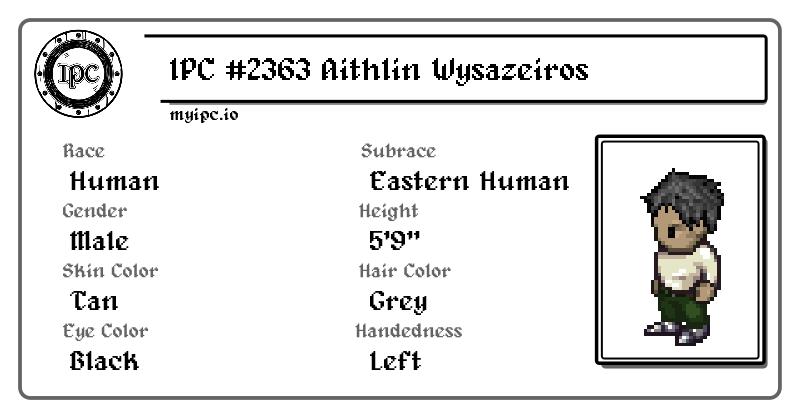 IPC
IPC #2363 Aithlin Wysazeiros
myipc.io
Race
Human
Subrace
Eastern Human
Gender
Male
Height
5'9"
Skin Color
Tan
Hair Color
Grey
Eye Color
Black
Handedness
Left